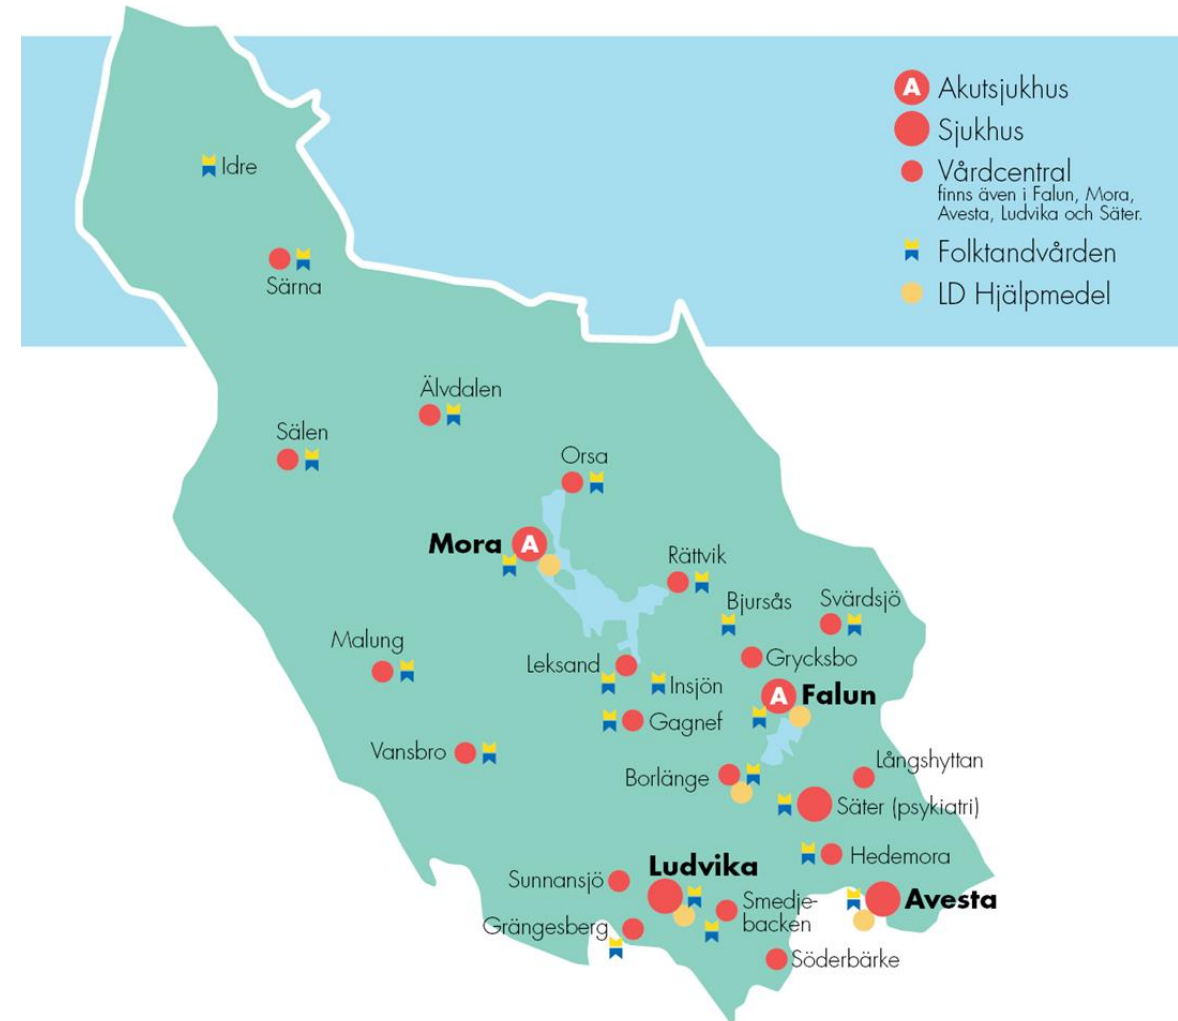 A Akutsjukhus
Sjukhus
Vårdcentral
finns även i Falun, Mora,
Avesta, Ludvika och Säter.
Folktandvården
LD Hjälpmedel
Idre
Särna
Älvdalen
Sälen
Orsa
Mora A
Rättvik
Bjursås
Svärdsjö
Malung
Leksand
Grycksbo
Insjön
A Falun
Gagnef
Vansbro
Borlänge
Långshyttan
Säter (psykiatri)
Hedemora
Ludvika
Sunnansjö
Smedje-
backen
Avesta
Grängesberg
Söderbärke